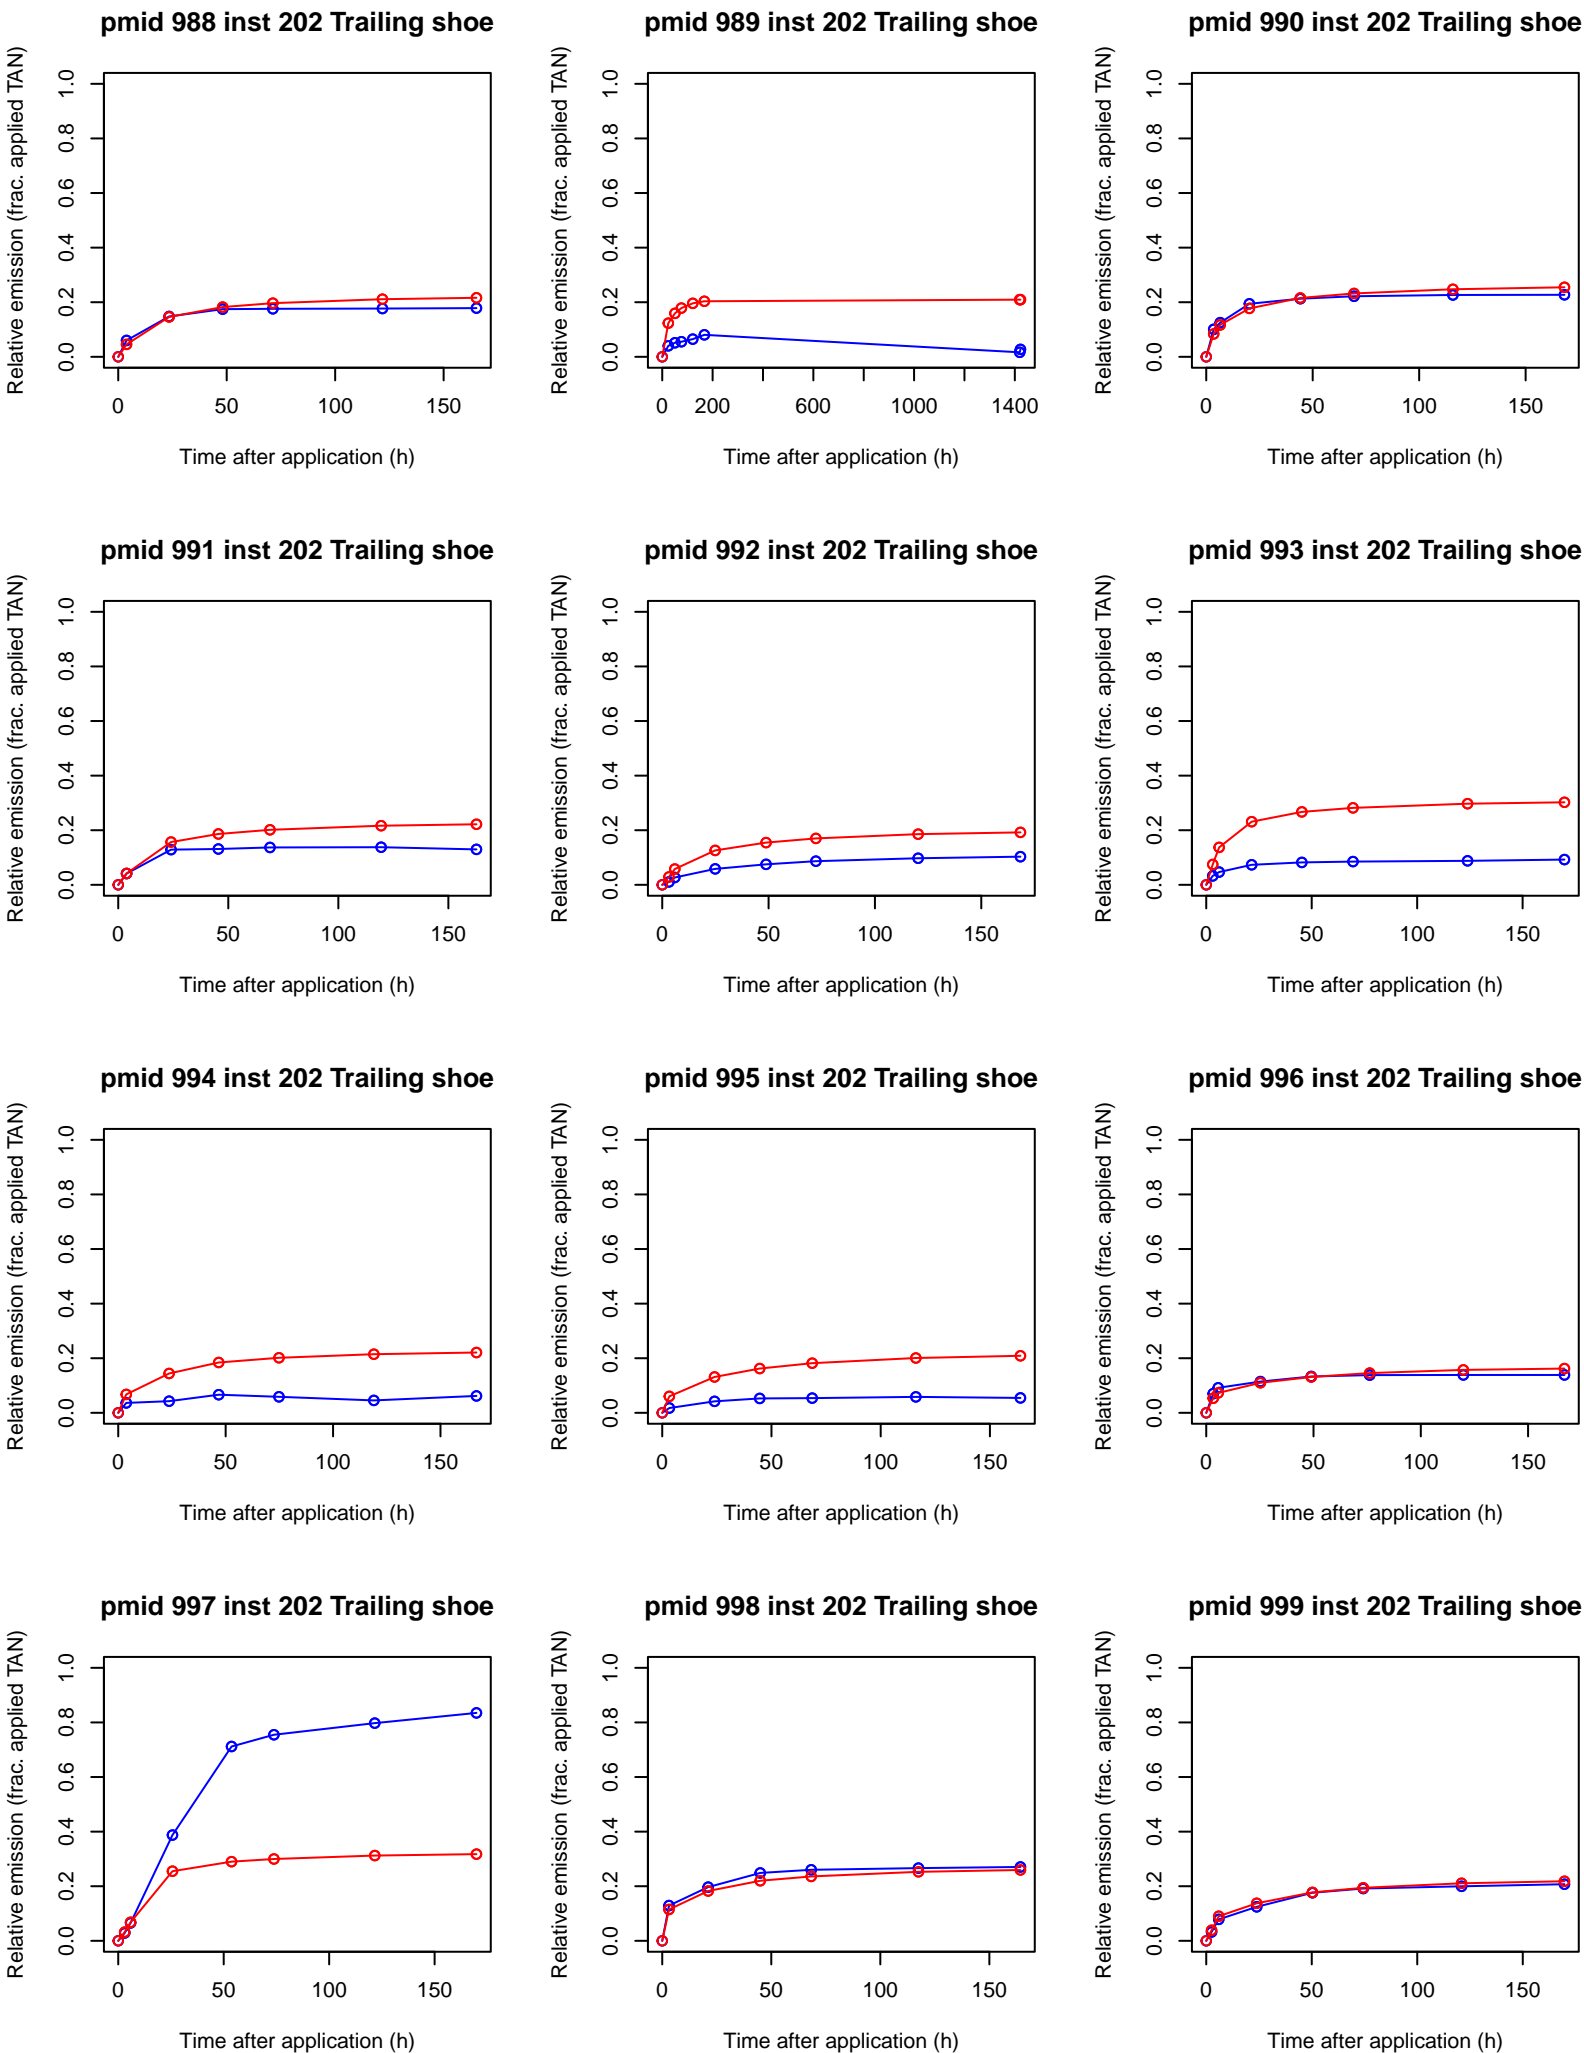 pmid 988 inst 202 Trailing shoe
Relative emission (frac. applied TAN)
0.0 0.2 0.4 0.6 0.8 1.0
0 50 100 150
Time after application (h)
pmid 989 inst 202 Trailing shoe
Relative emission (frac. applied TAN)
0.0 0.2 0.4 0.6 0.8 1.0
0 200 600 1000 1400
Time after application (h)
pmid 990 inst 202 Trailing shoe
Relative emission (frac. applied TAN)
0.0 0.2 0.4 0.6 0.8 1.0
0 50 100 150
Time after application (h)
pmid 991 inst 202 Trailing shoe
Relative emission (frac. applied TAN)
0.0 0.2 0.4 0.6 0.8 1.0
0 50 100 150
Time after application (h)
pmid 992 inst 202 Trailing shoe
Relative emission (frac. applied TAN)
0.0 0.2 0.4 0.6 0.8 1.0
0 50 100 150
Time after application (h)
pmid 993 inst 202 Trailing shoe
Relative emission (frac. applied TAN)
0.0 0.2 0.4 0.6 0.8 1.0
0 50 100 150
Time after application (h)
pmid 994 inst 202 Trailing shoe
Relative emission (frac. applied TAN)
0.0 0.2 0.4 0.6 0.8 1.0
0 50 100 150
Time after application (h)
pmid 995 inst 202 Trailing shoe
Relative emission (frac. applied TAN)
0.0 0.2 0.4 0.6 0.8 1.0
0 50 100 150
Time after application (h)
pmid 996 inst 202 Trailing shoe
Relative emission (frac. applied TAN)
0.0 0.2 0.4 0.6 0.8 1.0
0 50 100 150
Time after application (h)
pmid 997 inst 202 Trailing shoe
Relative emission (frac. applied TAN)
0.0 0.2 0.4 0.6 0.8 1.0
0 50 100 150
Time after application (h)
pmid 998 inst 202 Trailing shoe
Relative emission (frac. applied TAN)
0.0 0.2 0.4 0.6 0.8 1.0
0 50 100 150
Time after application (h)
pmid 999 inst 202 Trailing shoe
Relative emission (frac. applied TAN)
0.0 0.2 0.4 0.6 0.8 1.0
0 50 100 150
Time after application (h)